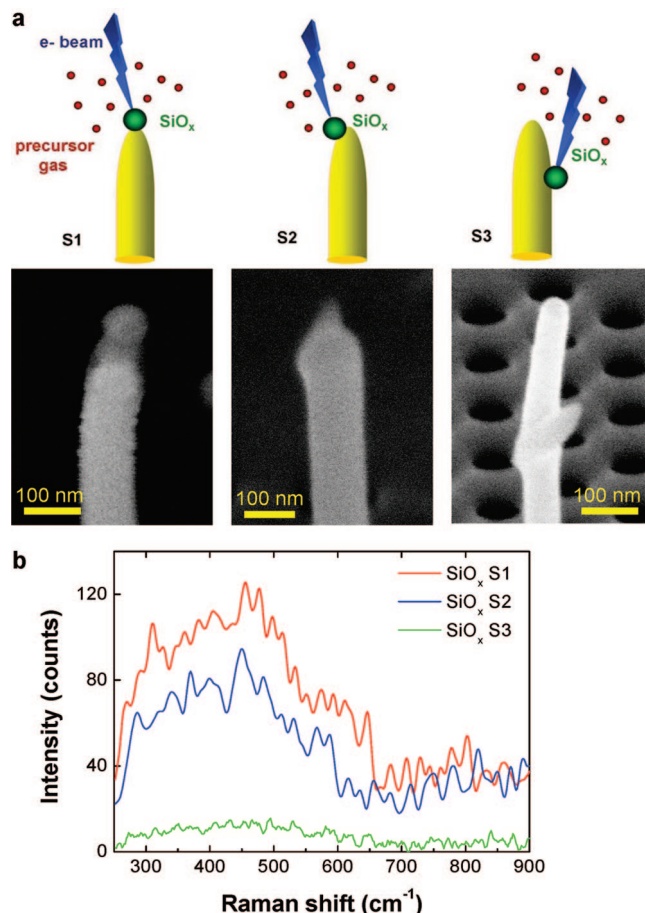 a
e- beam
SiOₓ
precursor
gas
S1
SiOₓ
S2
SiOₓ
S3
100 nm
100 nm
100 nm
b
SiOₓ S1
SiOₓ S2
SiOₓ S3
120
80
40
0
300 400 500 600 700 800 900
Intensity (counts)
Raman shift (cm⁻¹)